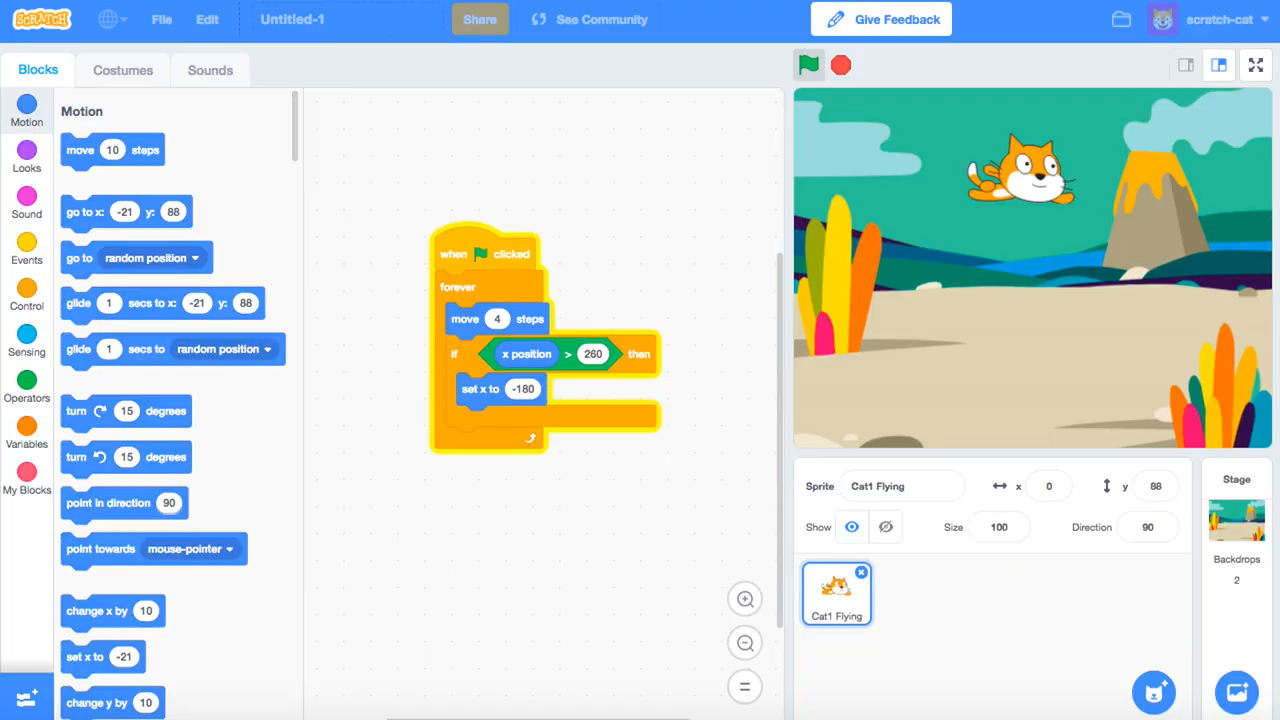 SCRATCH File Edit Untitled-1 Share See Community Give Feedback scratch-cat
Blocks Costumes Sounds
Motion
Looks
Sound
Events
Control
Sensing
Operators
Variables
My Blocks
Motion
move 10 steps
go to x: -21 y: 88
go to random position
glide 1 secs to x: -21 y: 88
glide 1 secs to random position
turn 15 degrees
turn 15 degrees
point in direction 90
point towards mouse-pointer
change x by 10
set x to -21
change y by 10
when clicked
forever
move 4 steps
if x position > 260 then
set x to -180
Sprite Cat1 Flying x 0 y 88
Show Size 100 Direction 90
Cat1 Flying
Stage
Backdrops
2